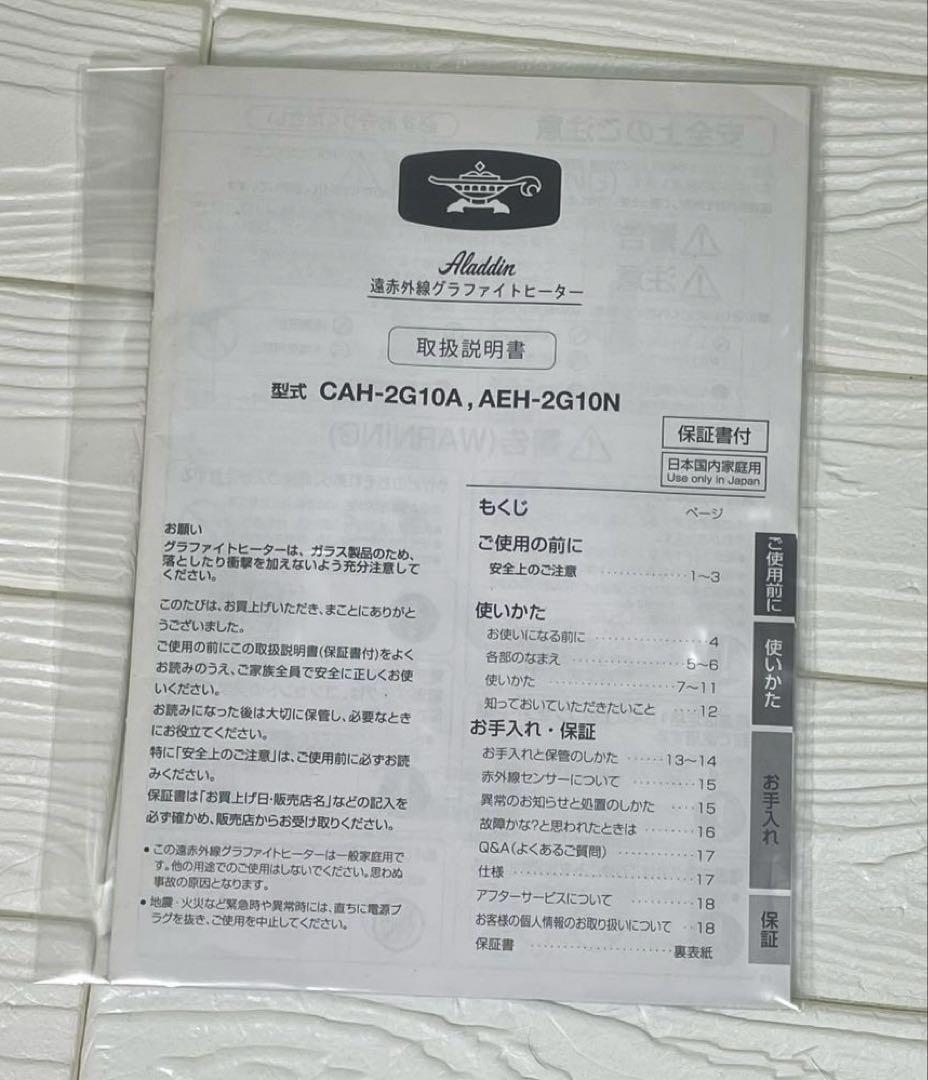 Aladdin
遠赤外線グラファイトヒーター
取扱説明書
型式 CAH-2G10A , AEH-2G10N
保証書付
日本国内家庭用
Use only in Japan
お願い
グラファイトヒーターは、ガラス製品のため、
落としたり衝撃を加えないよう充分注意して
ください。
このたびは、お買上げいただき、まことにありがと
うございました。
ご使用の前にこの取扱説明書(保証書付)をよく
お読みのうえ、ご家族全員で安全に正しくお使
いください。
お読みになった後は大切に保管し、必要なとき
にお役立てください。
特に「安全上のご注意」は、ご使用前に必ずお読
みください。
保証書は「お買上げ日・販売店名」などの記入を
必ず確かめ、販売店からお受け取りください。
● この遠赤外線グラファイトヒーターは一般家庭用で
す。他の用途でのご使用はしないでください。思わぬ
事故の原因となります。
● 地震・火災など緊急時や異常時には、直ちに電源プ
ラグを抜き、ご使用を中止してください。
もくじ ページ
ご使用の前に
安全上のご注意 ・・・・・・・・・・・・・・ 1～3
使いかた
お使いになる前に ・・・・・・・・・・・・・・・・・・ 4
各部のなまえ ・・・・・・・・・・・・・・・・・・・・ 5～6
使いかた ・・・・・・・・・・・・・・・・・・・・ 7～11
知っておいていただきたいこと ・・・・ 12
お手入れ・保証
お手入れと保管のしかた ・・・・・・ 13～14
赤外線センサーについて ・・・・・・・・・・・・ 15
異常のお知らせと処置のしかた ・・・・ 15
故障かな?と思われたときは ・・・・・・・・ 16
Q&A(よくあるご質問) ・・・・・・・・・・・・ 17
仕様 ・・・・・・・・・・・・・・・・・・・・・・・・・・・・ 17
アフターサービスについて ・・・・・・・・・・ 18
お客様の個人情報のお取り扱いについて ・・ 18
保証書 ・・・・・・・・・・・・・・・・・・・・・・ 裏表紙
ご使用前に
使いかた
お手入れ
保証